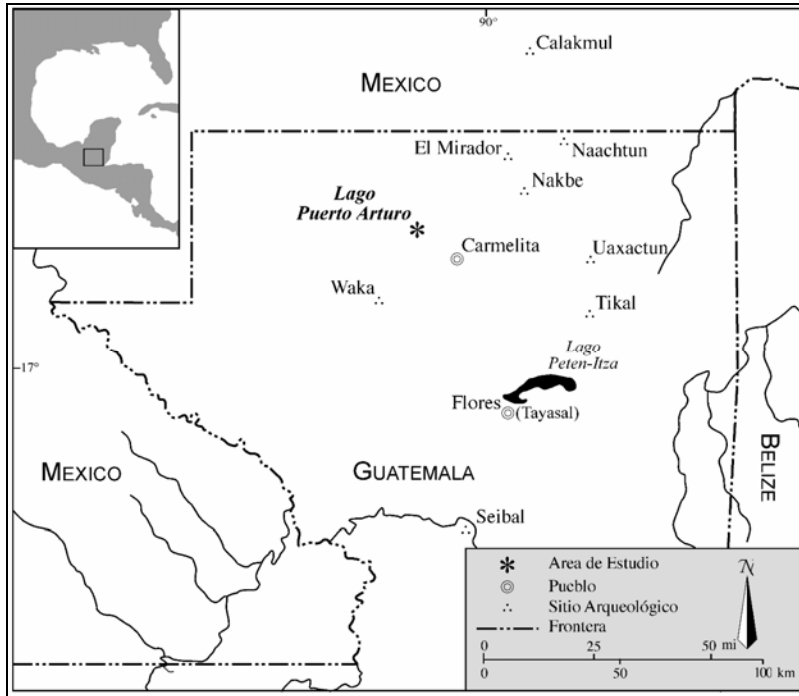 90°
Calakmul
MEXICO
El Mirador
Naachtun
Nakbe
Lago
Puerto Arturo
Carmelita
Uaxactun
Waka
Tikal
17°
Lago
Peten-Itza
Flores
(Tayasal)
MEXICO
GUATEMALA
BELIZE
Seibal
Area de Estudio
Pueblo
Sitio Arqueológico
Frontera
N
0 25 50 mi
0 50 100 km